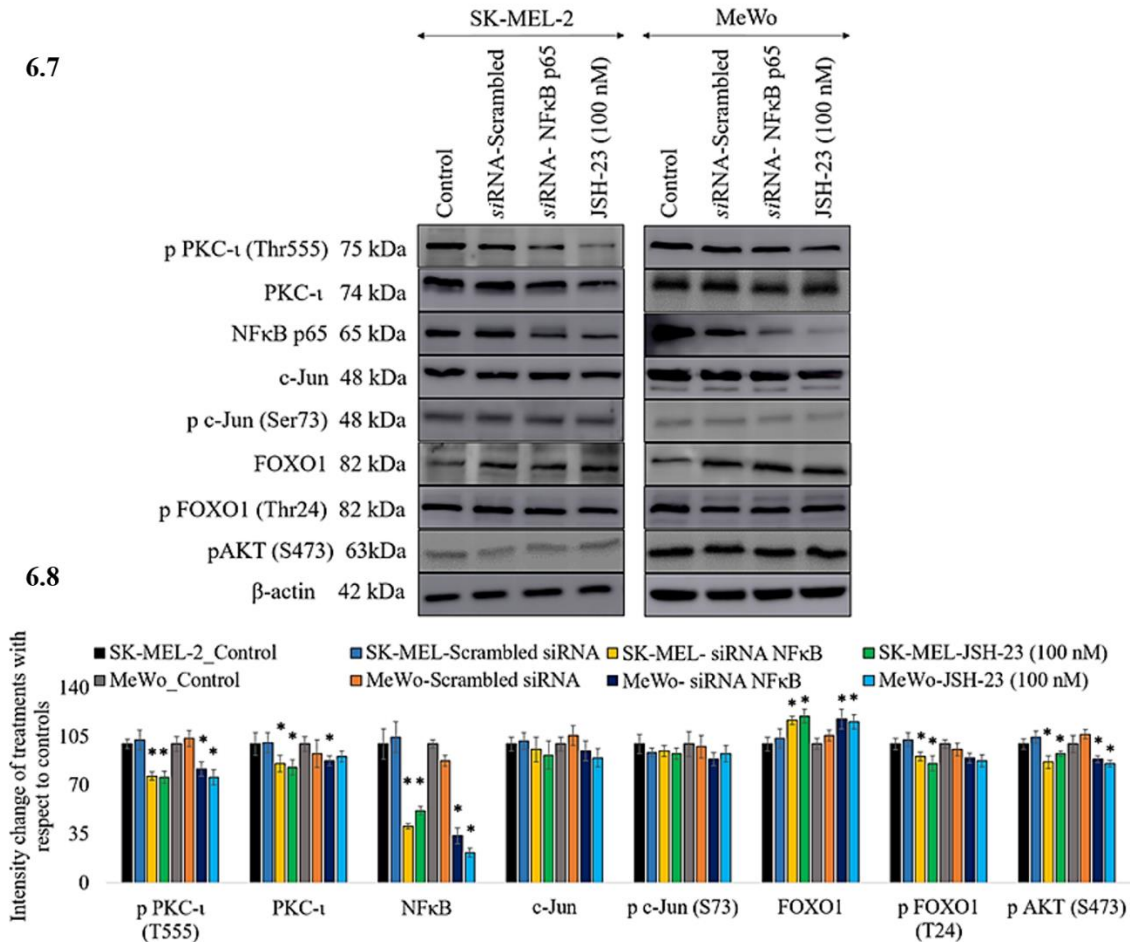 SK-MEL-2 MeWo
6.7
Control siRNA-Scrambled siRNA- NFκB p65 JSH-23 (100 nM) Control siRNA-Scrambled siRNA- NFκB p65 JSH-23 (100 nM)
p PKC-ι (Thr555) 75 kDa
PKC-ι 74 kDa
NFκB p65 65 kDa
c-Jun 48 kDa
p c-Jun (Ser73) 48 kDa
FOXO1 82 kDa
p FOXO1 (Thr24) 82 kDa
pAKT (S473) 63kDa
β-actin 42 kDa
6.8
SK-MEL-2_Control SK-MEL-Scrambled siRNA SK-MEL- siRNA NFκB SK-MEL-JSH-23 (100 nM)
MeWo_Control MeWo-Scrambled siRNA MeWo- siRNA NFκB MeWo-JSH-23 (100 nM)
Intensity change of treatments with
respect to controls
140
105
70
35
0
* * * * * * * * * * * * * * * * * * * * *
p PKC-ι PKC-ι NFκB c-Jun p c-Jun (S73) FOXO1 p FOXO1 p AKT (S473)
(T555) (T24)